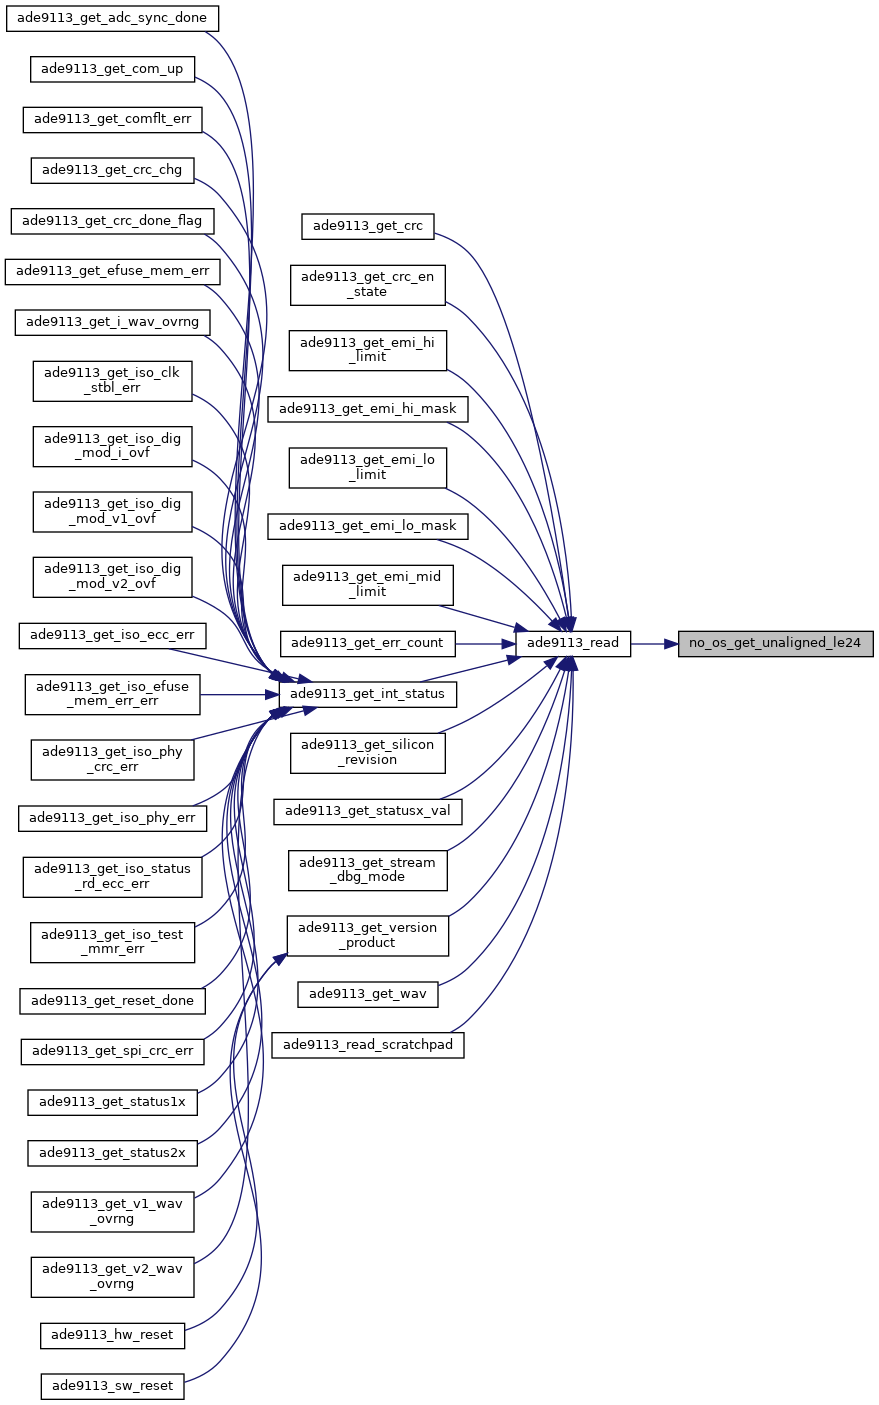 ade9113_get_adc_sync_done
ade9113_get_com_up
ade9113_get_comflt_err
ade9113_get_crc_chg
ade9113_get_crc_done_flag
ade9113_get_efuse_mem_err
ade9113_get_i_wav_ovrng
ade9113_get_iso_clk
_stbl_err
ade9113_get_iso_dig
_mod_i_ovf
ade9113_get_iso_dig
_mod_v1_ovf
ade9113_get_iso_dig
_mod_v2_ovf
ade9113_get_iso_ecc_err
ade9113_get_iso_efuse
_mem_err_err
ade9113_get_iso_phy
_crc_err
ade9113_get_iso_phy_err
ade9113_get_iso_status
_rd_ecc_err
ade9113_get_iso_test
_mmr_err
ade9113_get_reset_done
ade9113_get_spi_crc_err
ade9113_get_status1x
ade9113_get_status2x
ade9113_get_v1_wav
_ovrng
ade9113_get_v2_wav
_ovrng
ade9113_hw_reset
ade9113_sw_reset
ade9113_get_crc
ade9113_get_crc_en
_state
ade9113_get_emi_hi
_limit
ade9113_get_emi_hi_mask
ade9113_get_emi_lo
_limit
ade9113_get_emi_lo_mask
ade9113_get_emi_mid
_limit
ade9113_get_err_count
ade9113_get_int_status
ade9113_get_silicon
_revision
ade9113_get_statusx_val
ade9113_get_stream
_dbg_mode
ade9113_get_version
_product
ade9113_get_wav
ade9113_read_scratchpad
ade9113_read
no_os_get_unaligned_le24